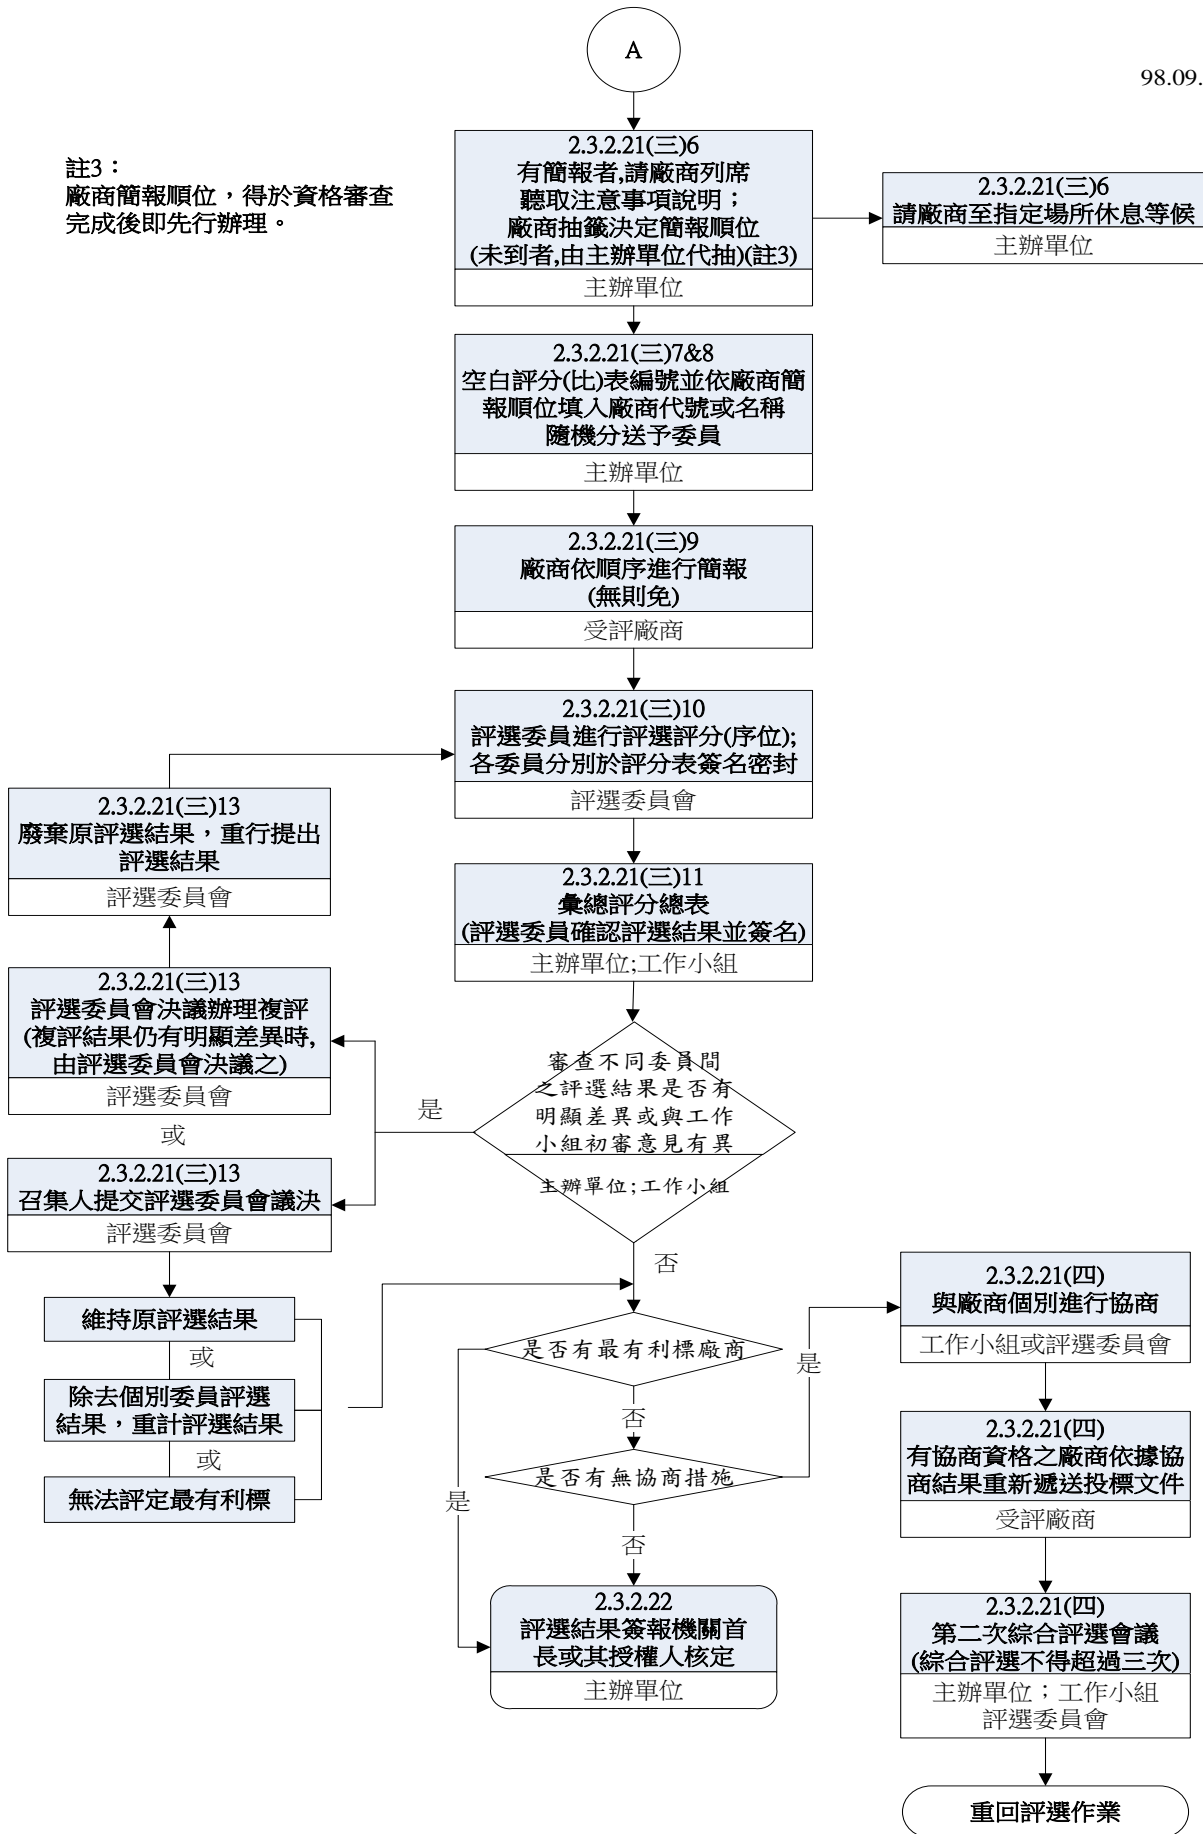 A
98.09.
註3：
廠商簡報順位，得於資格審查
完成後即先行辦理。
2.3.2.21(三)6
有簡報者,請廠商列席
聽取注意事項說明；
廠商抽籤決定簡報順位
(未到者,由主辦單位代抽)(註3)
主辦單位
2.3.2.21(三)6
請廠商至指定場所休息等候
主辦單位
2.3.2.21(三)7&8
空白評分(比)表編號並依廠商簡
報順位填入廠商代號或名稱
隨機分送予委員
主辦單位
2.3.2.21(三)9
廠商依順序進行簡報
(無則免)
受評廠商
2.3.2.21(三)10
評選委員進行評選評分(序位);
各委員分別於評分表簽名密封
評選委員會
2.3.2.21(三)13
廢棄原評選結果，重行提出
評選結果
評選委員會
2.3.2.21(三)11
彙總評分總表
(評選委員確認評選結果並簽名)
主辦單位;工作小組
2.3.2.21(三)13
評選委員會決議辦理複評
(複評結果仍有明顯差異時,
由評選委員會決議之)
評選委員會
或
審查不同委員間
之評選結果是否有
明顯差異或與工作
小組初審意見有異
主辦單位;工作小組
是
否
2.3.2.21(三)13
召集人提交評選委員會議決
評選委員會
維持原評選結果
或
除去個別委員評選
結果，重計評選結果
或
無法評定最有利標
是否有最有利標廠商
是
否
是否有無協商措施
是
否
2.3.2.22
評選結果簽報機關首
長或其授權人核定
主辦單位
2.3.2.21(四)
與廠商個別進行協商
工作小組或評選委員會
2.3.2.21(四)
有協商資格之廠商依據協
商結果重新遞送投標文件
受評廠商
2.3.2.21(四)
第二次綜合評選會議
(綜合評選不得超過三次)
主辦單位；工作小組
評選委員會
重回評選作業